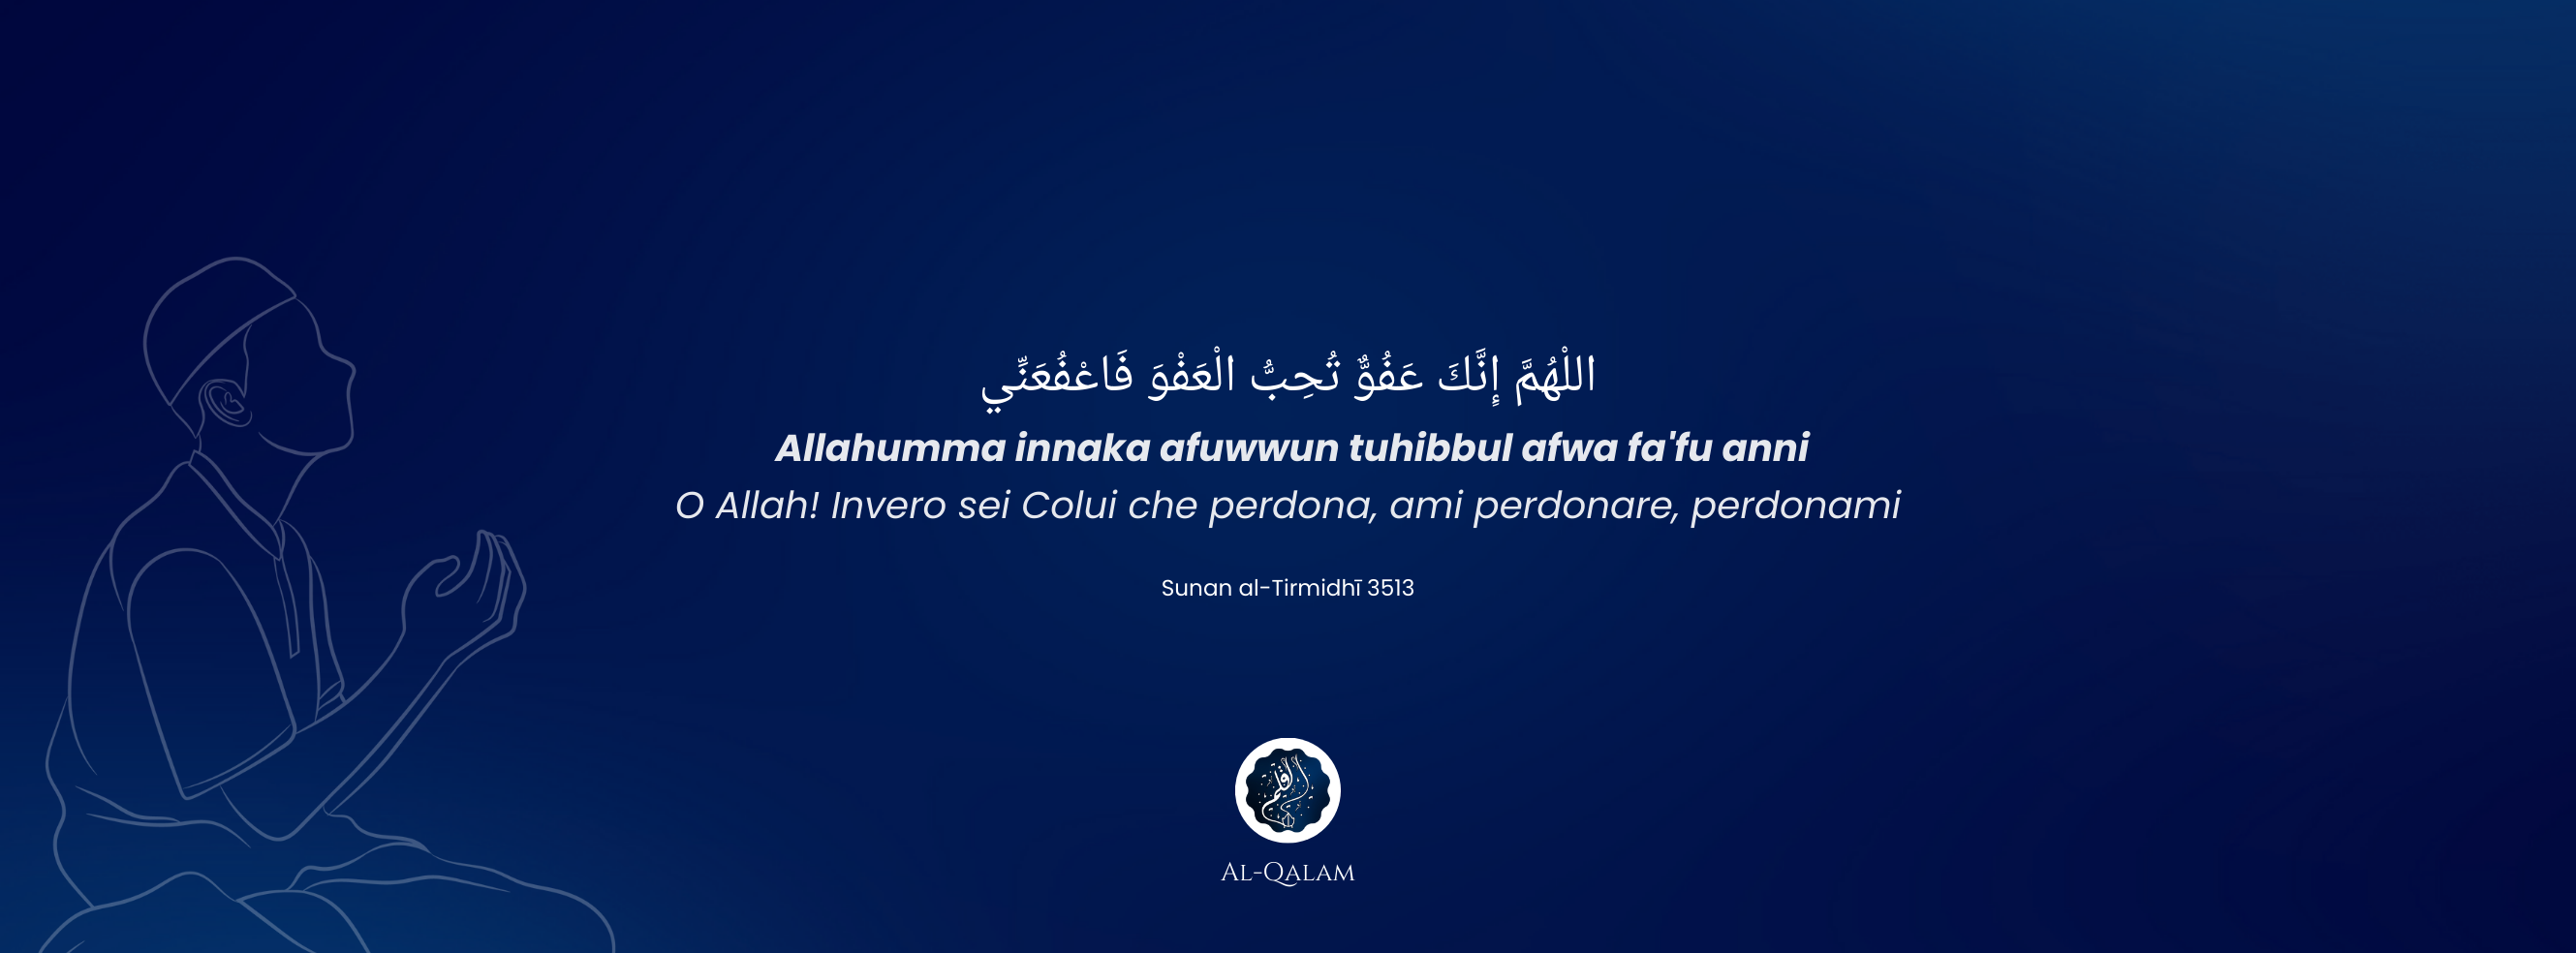 اللْهُمَّ إِنَّكَ عَفُوٌّ تُحِبُّ الْعَفْوَ فَاعْفُعَنِّي
Allahumma innaka afuwwun tuhibbul afwa fa'fu anni
O Allah! Invero sei Colui che perdona, ami perdonare, perdonami
Sunan al-Tirmidhī 3513
القلم
AL-QALAM